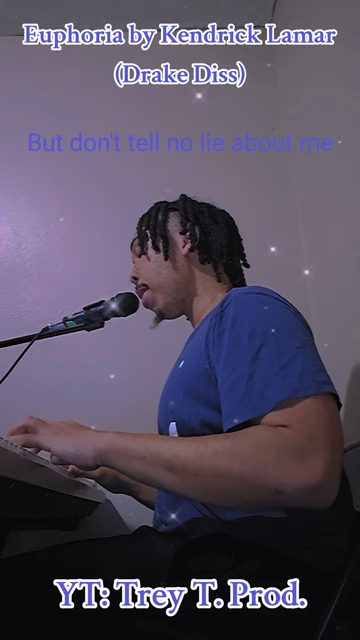 Euphoria by Kendrick Lamar
(Drake Diss)
But don't tell no lie about me
YT: Trey T. Prod.